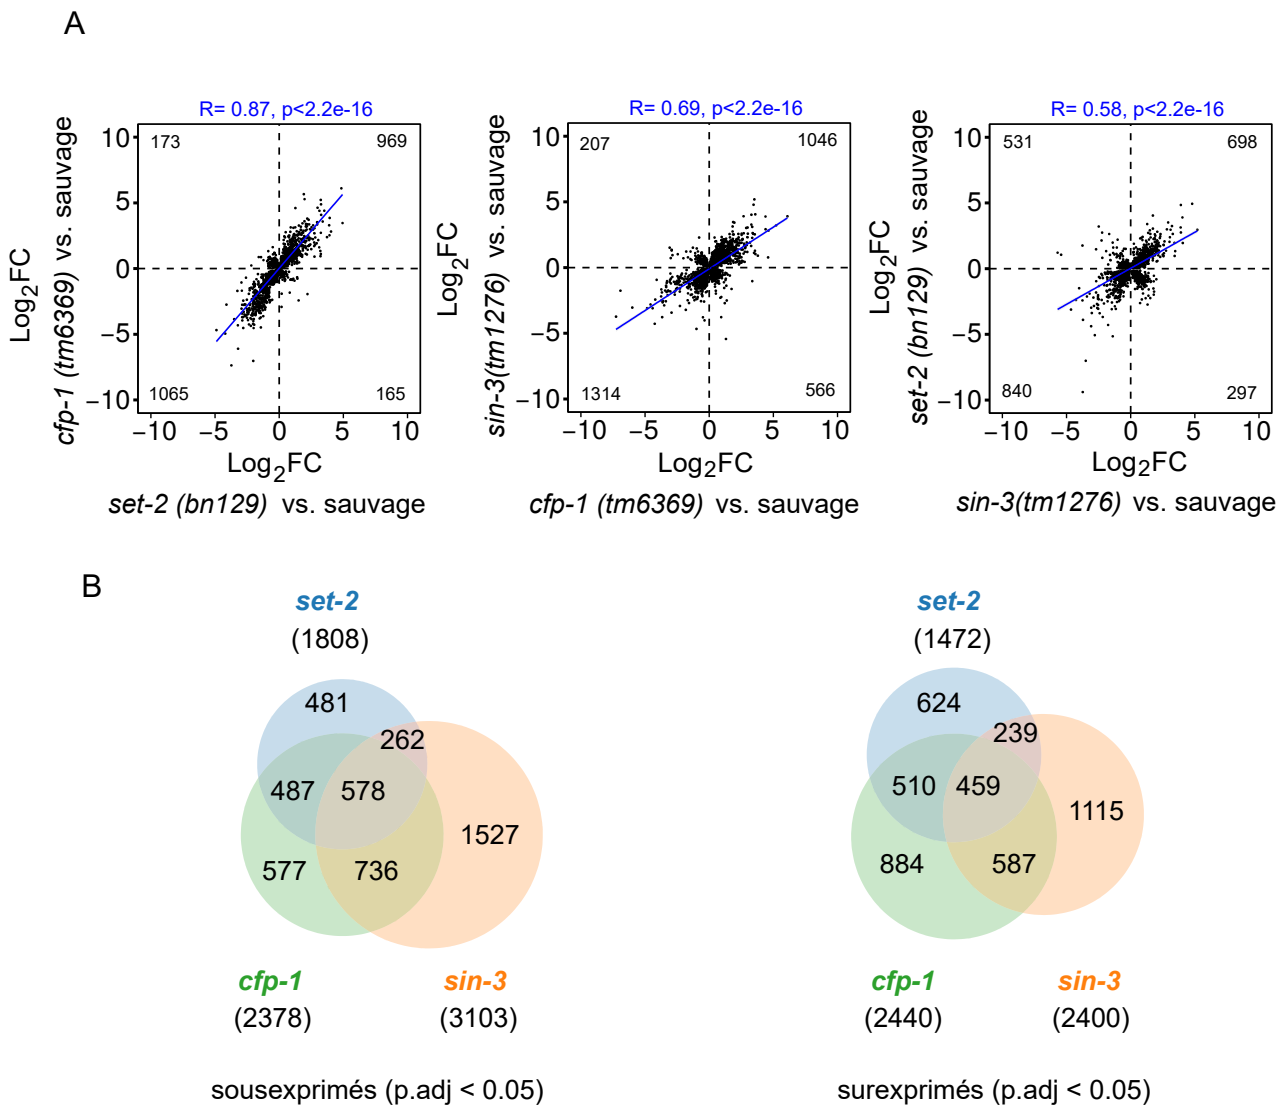 A
R= 0.87, p<2.2e-16
R= 0.69, p<2.2e-16
R= 0.58, p<2.2e-16
Log2FC
cfp-1 (tm6369) vs. sauvage
10
5
0
−5
−10
173
969
1065
165
−10 −5 0 5 10
Log2FC
set-2 (bn129) vs. sauvage
Log2FC
sin-3(tm1276) vs. sauvage
10
5
0
−5
−10
207
1046
1314
566
−10 −5 0 5 10
Log2FC
cfp-1 (tm6369) vs. sauvage
Log2FC
set-2 (bn129) vs. sauvage
10
5
0
−5
−10
531
698
840
297
−10 −5 0 5 10
Log2FC
sin-3(tm1276) vs. sauvage
B
set-2
(1808)
481
262
487
578
1527
577
736
cfp-1
(2378)
sin-3
(3103)
sousexprimés (p.adj < 0.05)
set-2
(1472)
624
239
510
459
1115
884
587
cfp-1
(2440)
sin-3
(2400)
surexprimés (p.adj < 0.05)